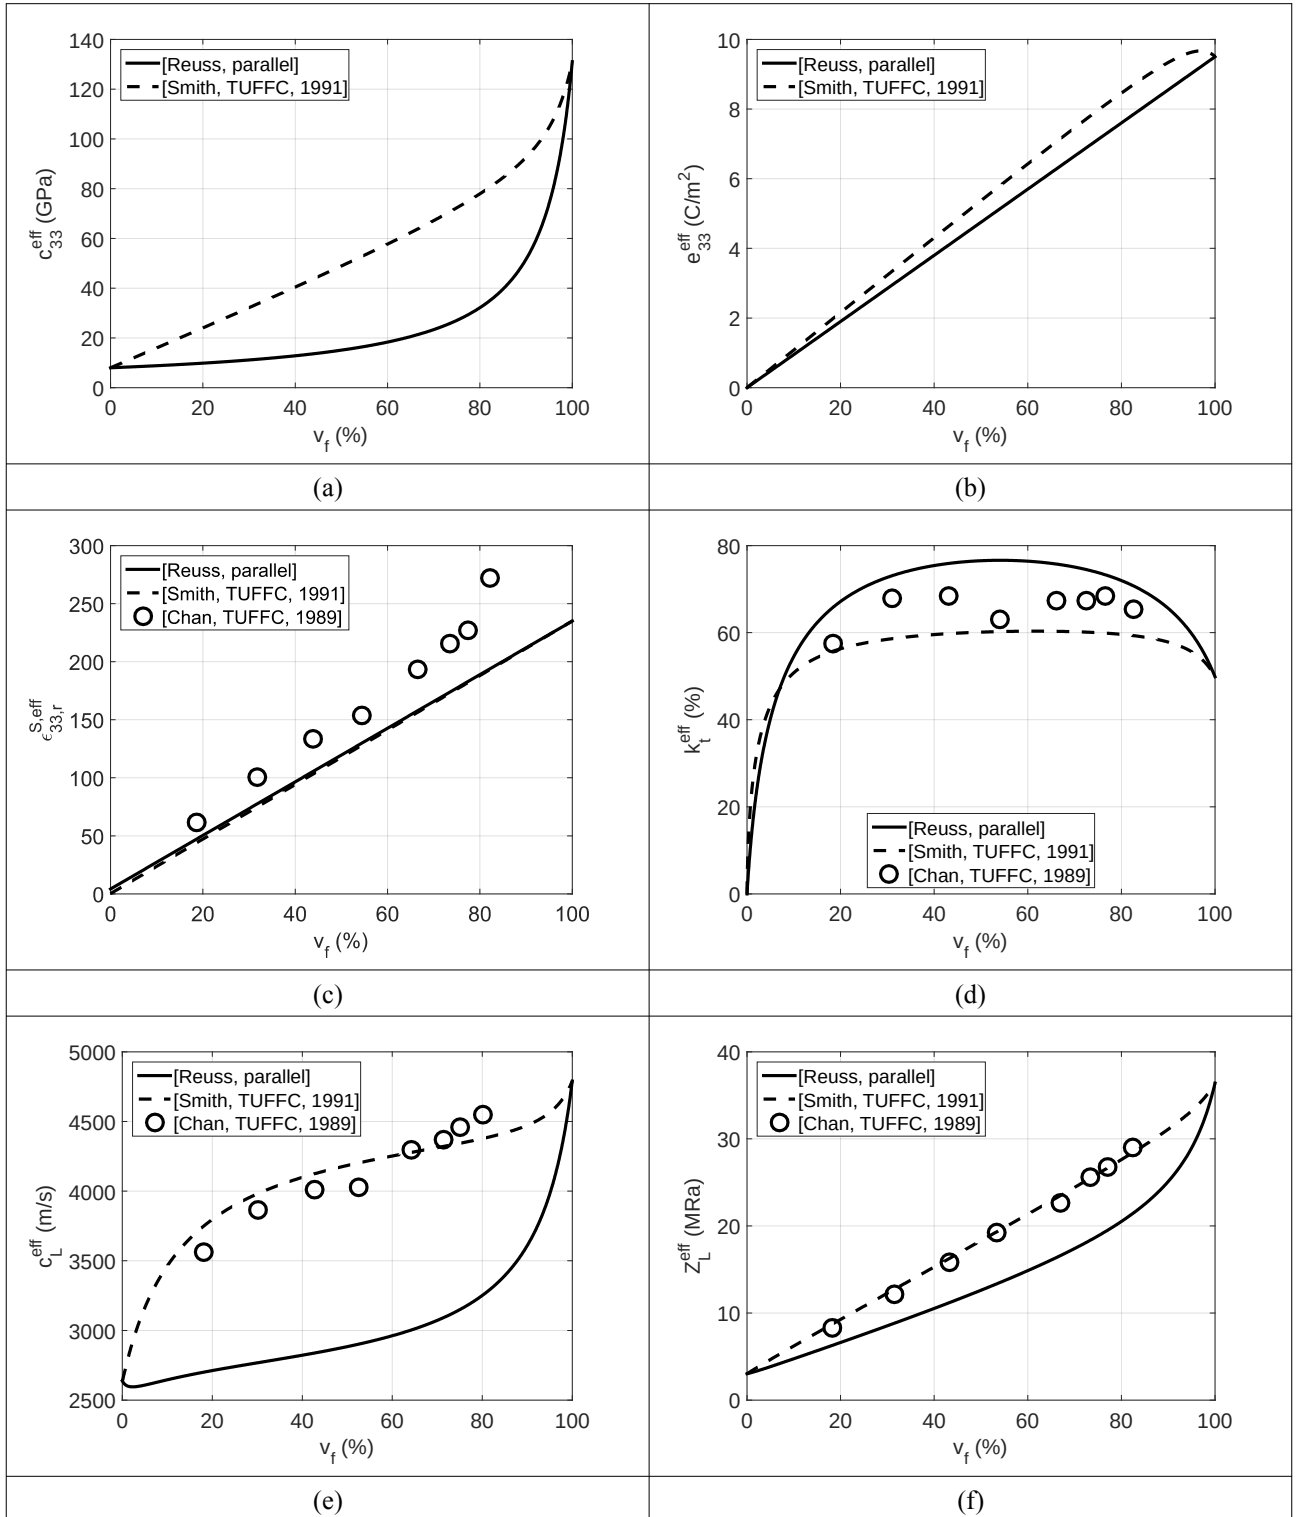 140
120
100
80
60
40
20
0
c33^eff (GPa)
[Reuss, parallel]
[Smith, TUFFC, 1991]
0 20 40 60 80 100
v_f (%)
10
8
6
4
2
0
e33^eff (C/m²)
[Reuss, parallel]
[Smith, TUFFC, 1991]
0 20 40 60 80 100
v_f (%)
(a)
(b)
300
250
200
150
100
50
0
ϵ33,r^S,eff
[Reuss, parallel]
[Smith, TUFFC, 1991]
[Chan, TUFFC, 1989]
0 20 40 60 80 100
v_f (%)
80
60
40
20
0
k_t^eff (%)
[Reuss, parallel]
[Smith, TUFFC, 1991]
[Chan, TUFFC, 1989]
0 20 40 60 80 100
v_f (%)
(c)
(d)
5000
4500
4000
3500
3000
2500
c_L^eff (m/s)
[Reuss, parallel]
[Smith, TUFFC, 1991]
[Chan, TUFFC, 1989]
0 20 40 60 80 100
v_f (%)
40
30
20
10
0
Z_L^eff (MRa)
[Reuss, parallel]
[Smith, TUFFC, 1991]
[Chan, TUFFC, 1989]
0 20 40 60 80 100
v_f (%)
(e)
(f)